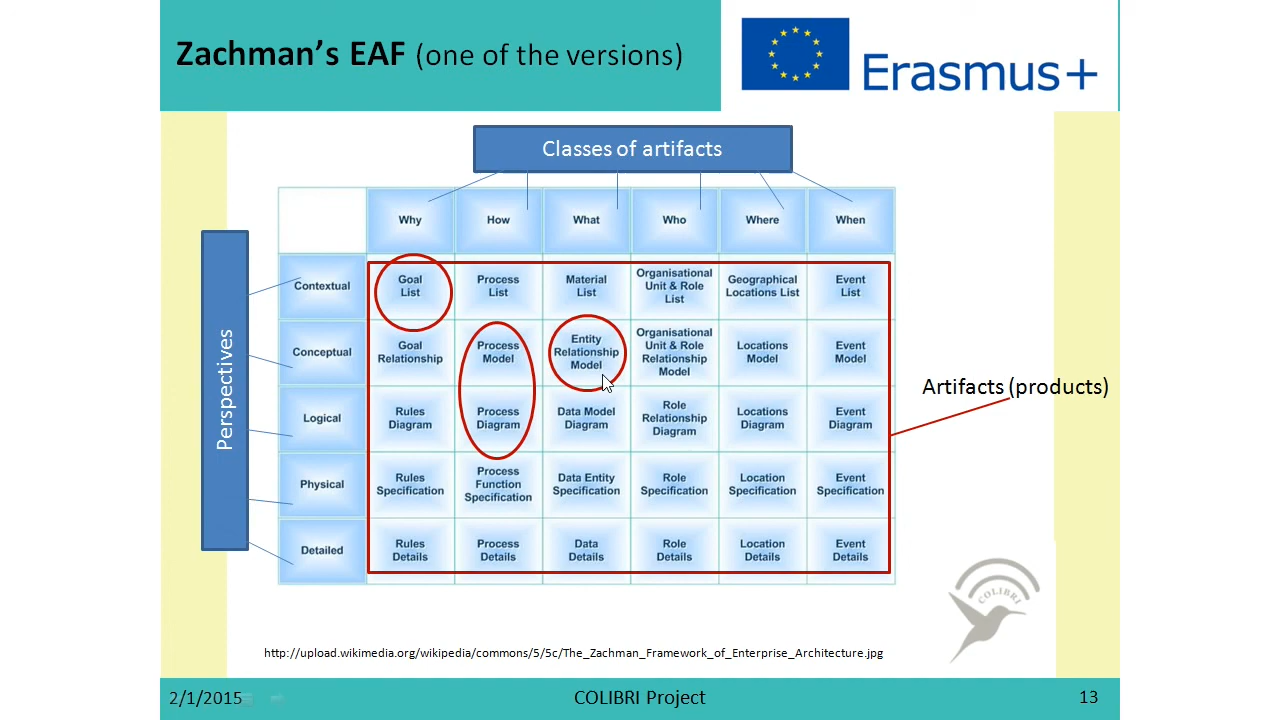 Zachman's EAF (one of the versions)
Erasmus+
Classes of artifacts
Why How What Who Where When
Perspectives
Contextual
Goal
List
Process
List
Material
List
Organisational
Unit & Role
List
Geographical
Locations List
Event
List
Conceptual
Goal
Relationship
Process
Model
Entity
Relationship
Model
Organisational
Unit & Role
Relationship
Model
Locations
Model
Event
Model
Artifacts (products)
Logical
Rules
Diagram
Process
Diagram
Data Model
Diagram
Role
Relationship
Diagram
Locations
Diagram
Event
Diagram
Physical
Rules
Specification
Process
Function
Specification
Data Entity
Specification
Role
Specification
Location
Specification
Event
Specification
Detailed
Rules
Details
Process
Details
Data
Details
Role
Details
Location
Details
Event
Details
COLIBRI
http://upload.wikimedia.org/wikipedia/commons/5/5c/The_Zachman_Framework_of_Enterprise_Architecture.jpg
2/1/2015
COLIBRI Project
13